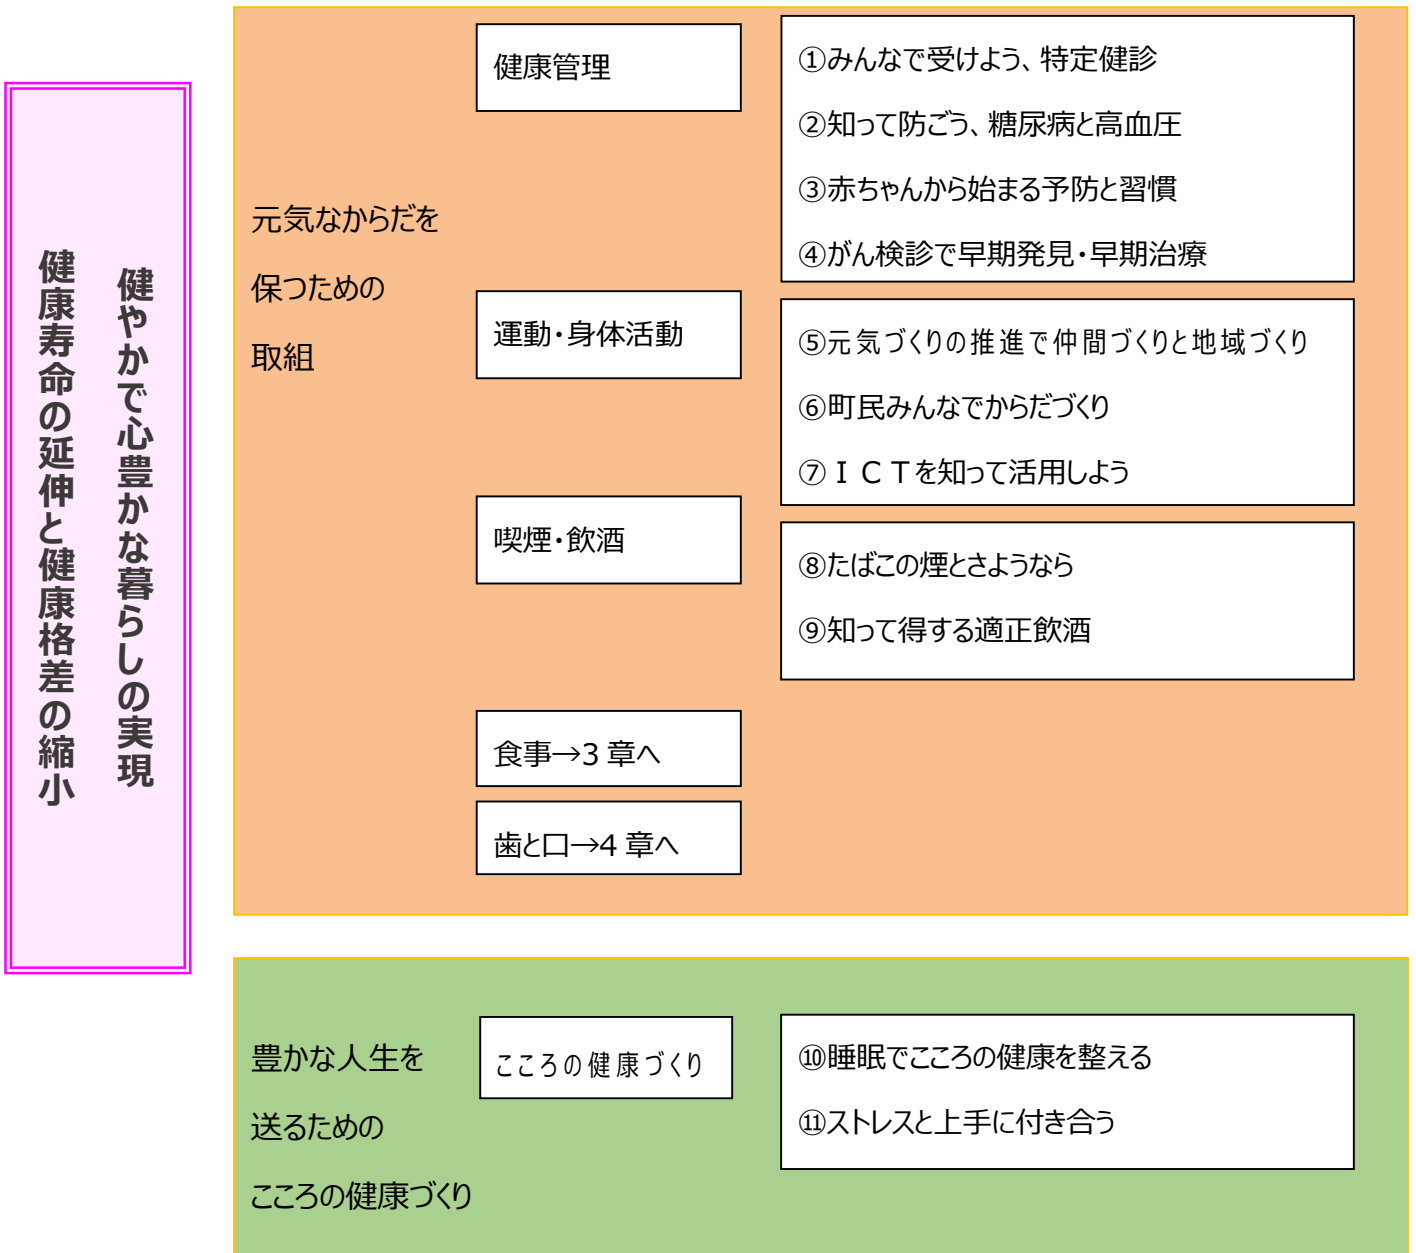 健やかで心豊かな暮らしの実現
健康寿命の延伸と健康格差の縮小
元気なからだを
保つための
取組
健康管理
①みんなで受けよう、特定健診
②知って防ごう、糖尿病と高血圧
③赤ちゃんから始まる予防と習慣
④がん検診で早期発見・早期治療
運動・身体活動
⑤元気づくりの推進で仲間づくりと地域づくり
⑥町民みんなでからだづくり
⑦ＩＣＴを知って活用しよう
喫煙・飲酒
⑧たばこの煙とさようなら
⑨知って得する適正飲酒
食事→3章へ
歯と口→4章へ
豊かな人生を
送るための
こころの健康づくり
こころの健康づくり
⑩睡眠でこころの健康を整える
⑪ストレスと上手に付き合う